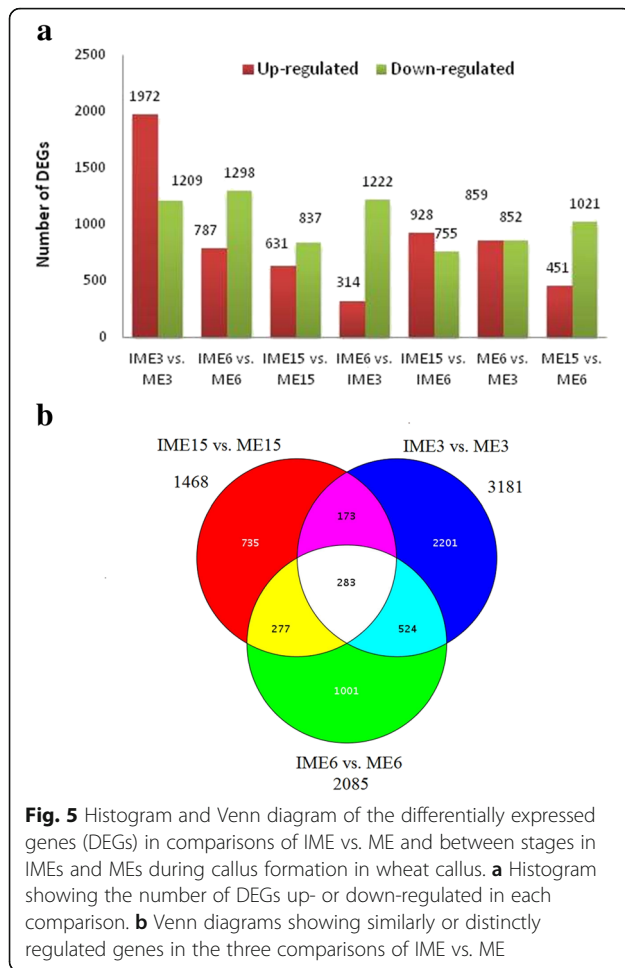 a
Up-regulated Down-regulated
2500
2000
1500
1000
500
0
Number of DEGs
1972
1209
787
1298
631
837
314
1222
928
755
859
852
451
1021
IME3 vs. ME3
IME6 vs. ME6
IME15 vs. ME15
IME6 vs. IME3
IME15 vs. IME6
ME6 vs. ME3
ME15 vs. ME6
b
IME15 vs. ME15
IME3 vs. ME3
1468
3181
173
735
2201
283
277
524
1001
IME6 vs. ME6
2085
Fig. 5 Histogram and Venn diagram of the differentially expressed
genes (DEGs) in comparisons of IME vs. ME and between stages in
IMEs and MEs during callus formation in wheat callus. a Histogram
showing the number of DEGs up- or down-regulated in each
comparison. b Venn diagrams showing similarly or distinctly
regulated genes in the three comparisons of IME vs. ME